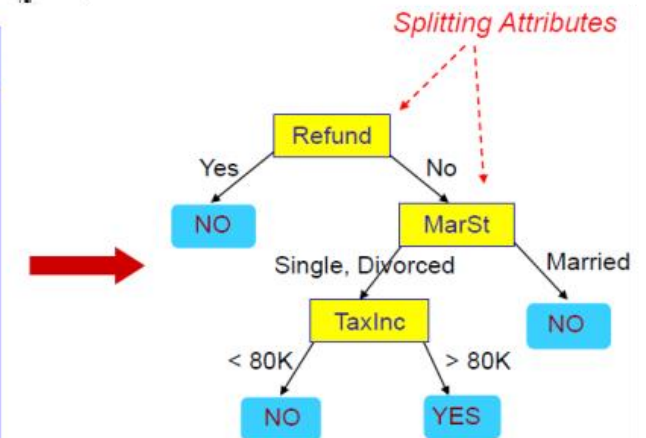 Splitting Attributes
Refund
Yes
No
NO
MarSt
Single, Divorced
Married
TaxInc
NO
< 80K
> 80K
NO
YES